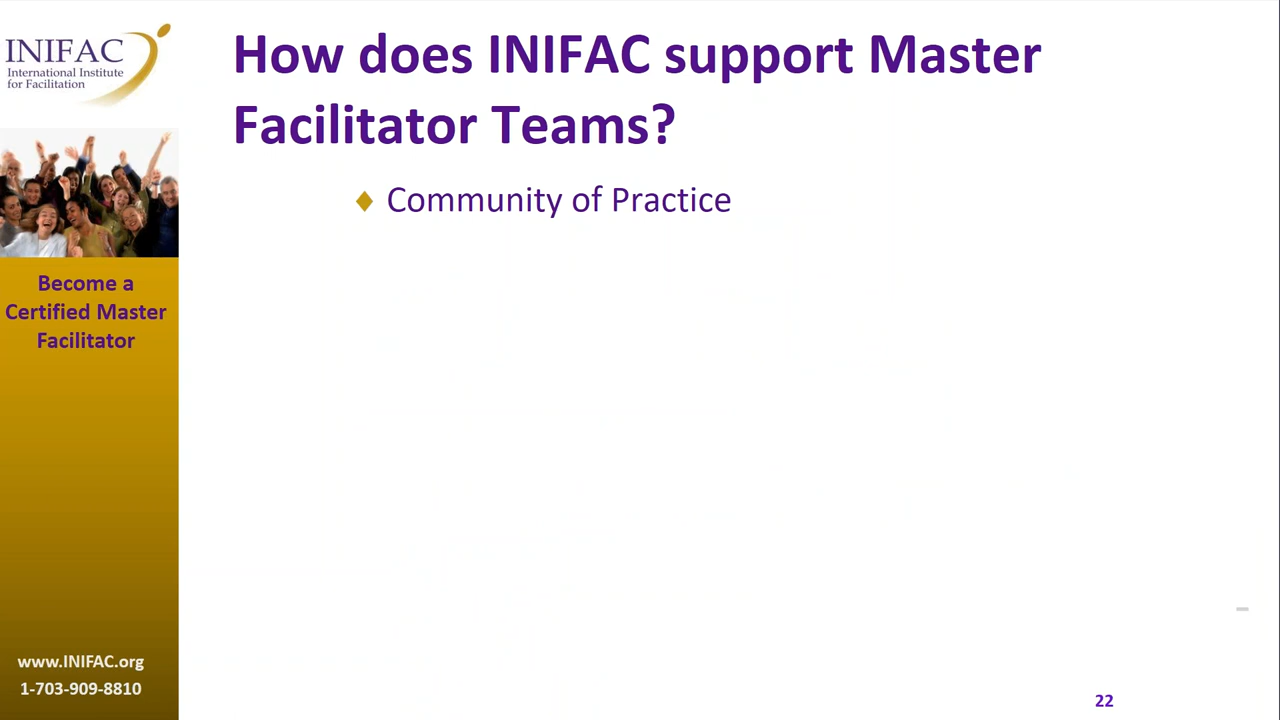 INIFAC
International Institute
for Facilitation
How does INIFAC support Master
Facilitator Teams?
♦ Community of Practice
Become a
Certified Master
Facilitator
www.INIFAC.org
1-703-909-8810
22